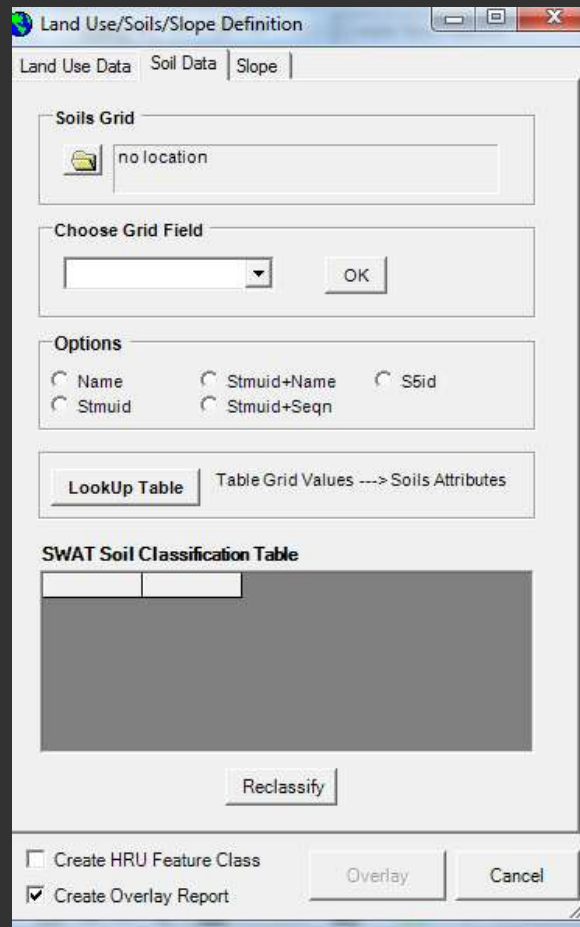 Land Use/Soils/Slope Definition
Land Use Data Soil Data Slope
Soils Grid
no location
Choose Grid Field
OK
Options
Name Stmuid+Name S5id
Stmuid Stmuid+Seqn
LookUp Table Table Grid Values ---> Soils Attributes
SWAT Soil Classification Table
Reclassify
Create HRU Feature Class
Create Overlay Report
Overlay Cancel